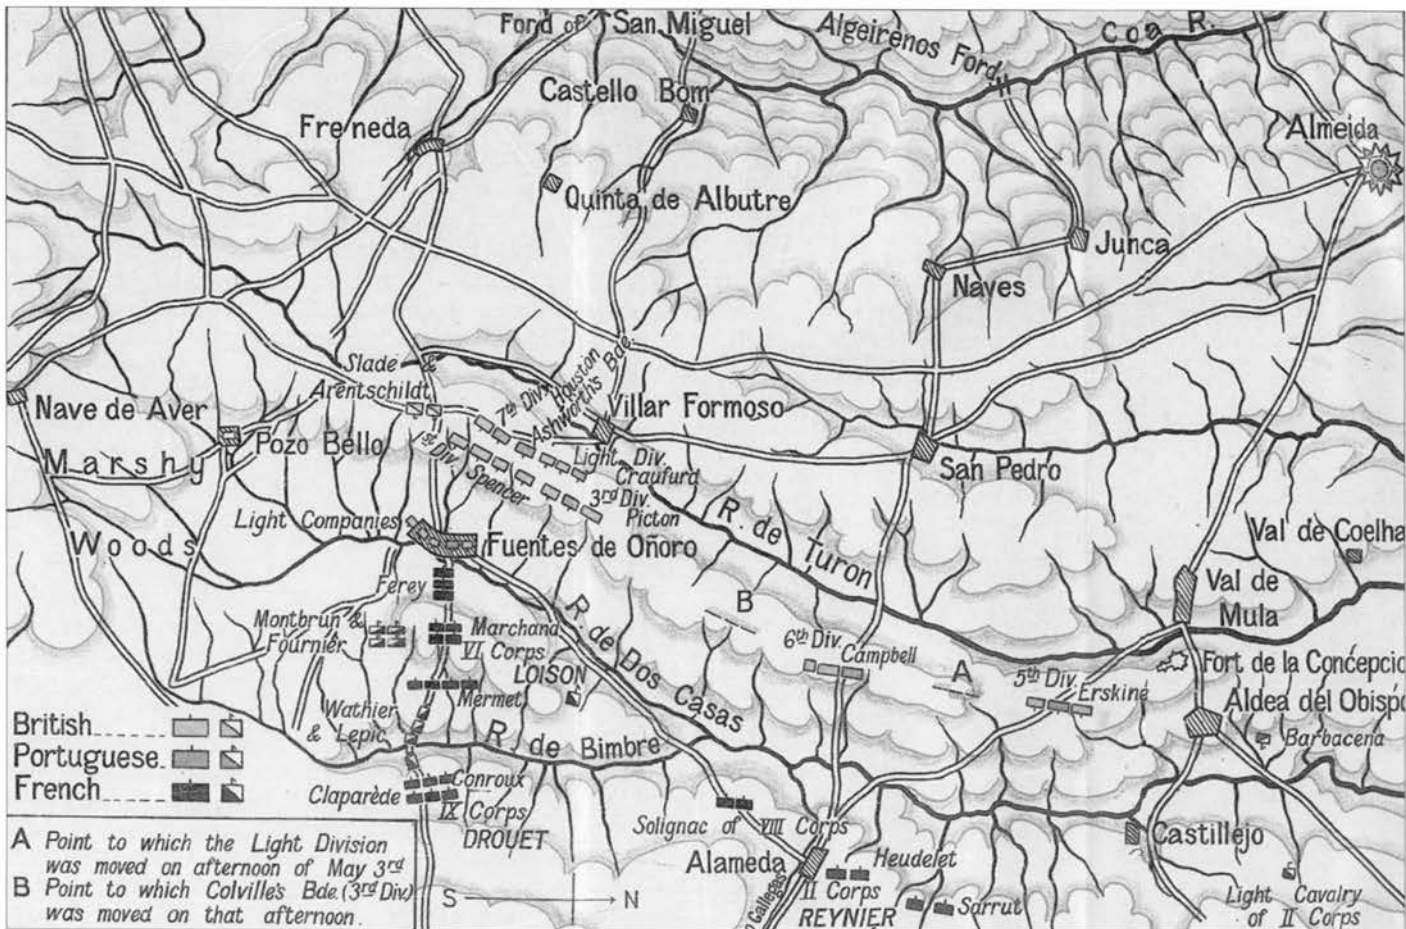 Ford of San Miguel
Algeirenos Ford
Coa R.
Castello Bom
Almeida
Freneda
Quinta de Albutre
Junca
Naves
Slade &
Arentschildt
7th Divn. Houston
Ashworth's Bde.
Nave de Aver
Villar Formoso
Pozo Bello
Marshy
Woods
1st Div. Spencer
Light Div.
Craufurd
3rd Div.
Picton
San Pedro
Light Companies
Fuentes de Oñoro
R. de Turon
Val de Coelha
Ferey
B
Val de
Mula
Montbrun &
Fournier
Marchand
VI Corps
R. de Dos Casas
6th Div.
Campbell
A
5th Div.
Erskine
Fort de la Concepcio
LOISON
Mermet
Aldea del Obispo
Wathier
& Lepic
R. de Bimbre
Barbacena
British
Portuguese
French
Conroux
Claparède
IX Corps
DROUET
Solignac of VIII Corps
Castillejo
Alameda
Heudelet
II Corps
REYNIER
Sarrut
Gallegas
Light Cavalry
of II Corps
A Point to which the Light Division
was moved on afternoon of May 3rd
B Point to which Colville's Bde. (3rd Div)
was moved on that afternoon.
S N